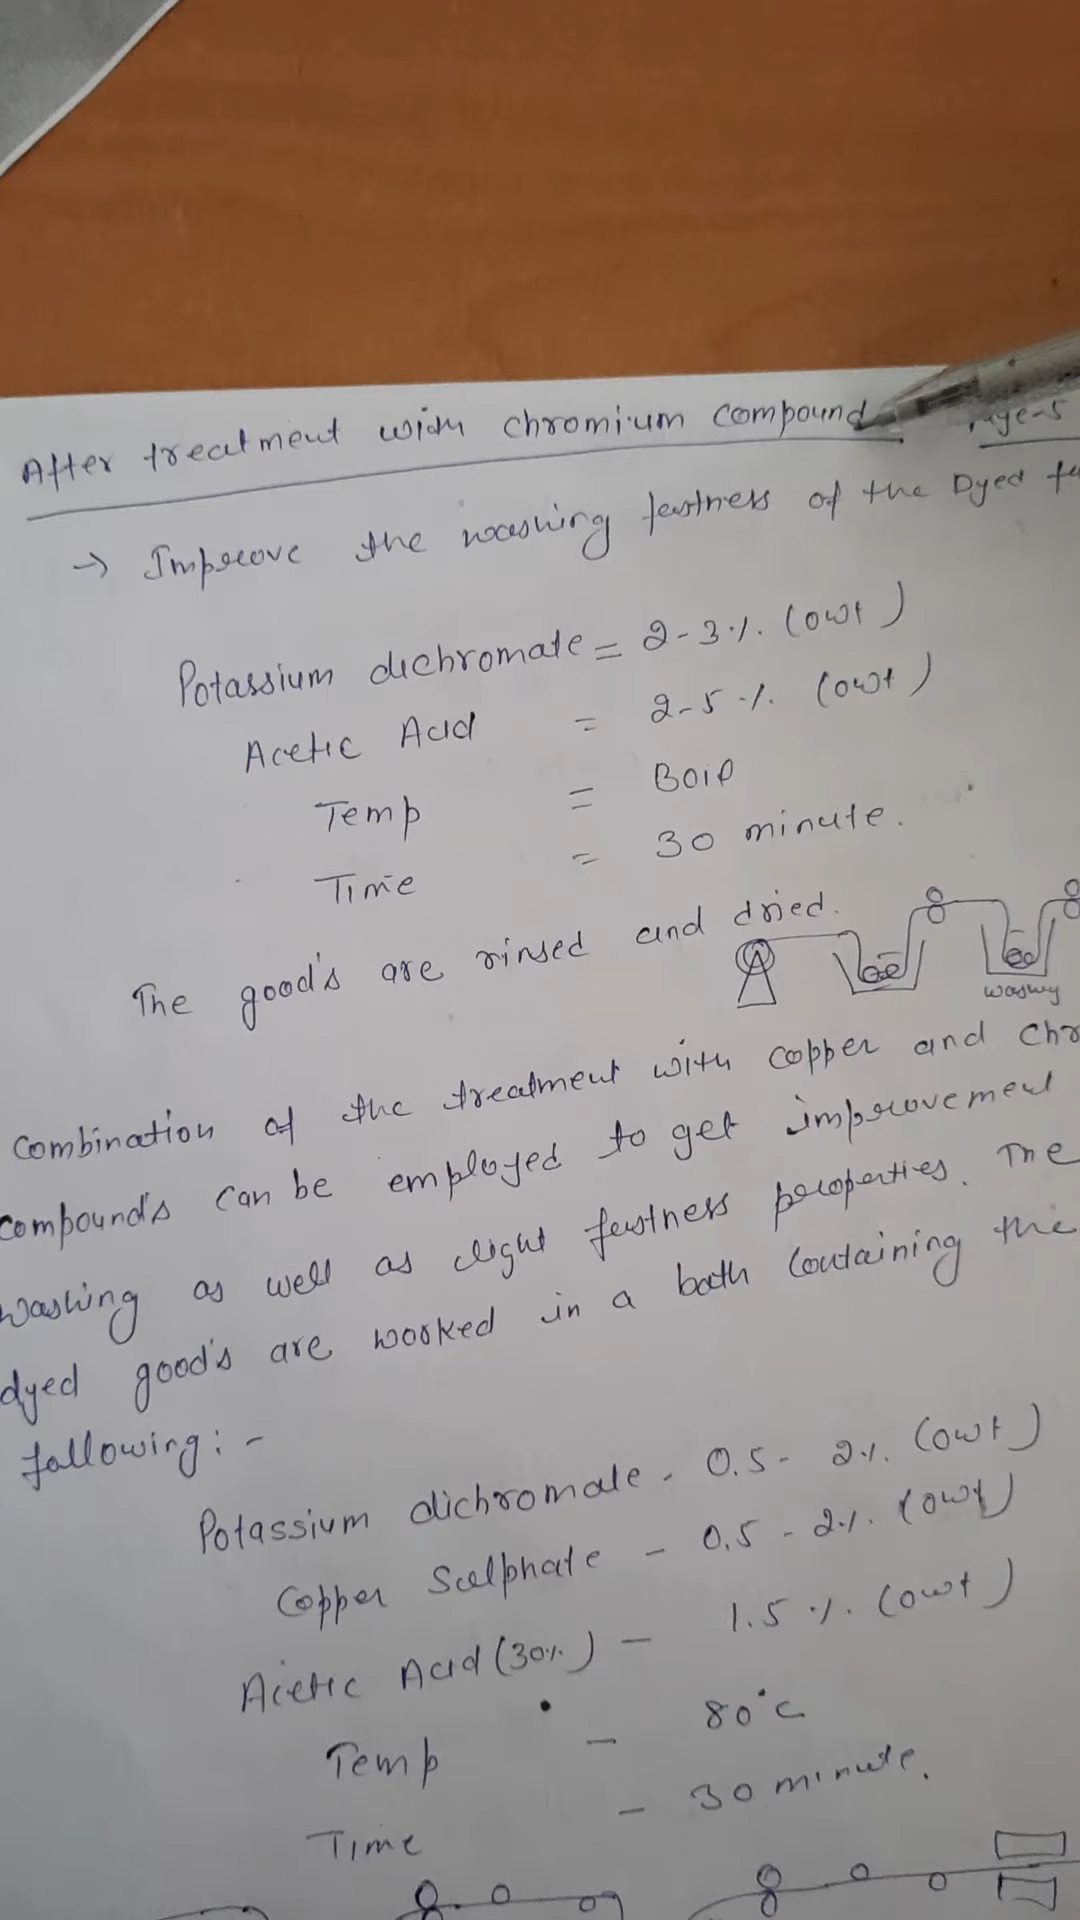 After treatment with chromium compound
→ Improve the washing fastness of the Dyed
Potassium dichromate = 2-3% (owt)
Acetic Acid = 2-5% (owt)
Temp = Boil
Time = 30 minute.
The good's are rinsed and dried.
washing
Combination of the treatment with copper and
compound's can be employed to get improvement
washing as well as light fastness properties. The
dyed good's are worked in a bath containing the
following:-
Potassium dichromate - 0.5 - 2% (owt)
Copper Sulphate - 0.5 - 2% (owt)
Acetic Acid (30%) - 1.5% (owt)
Temp - 80°C
Time - 30 minute.